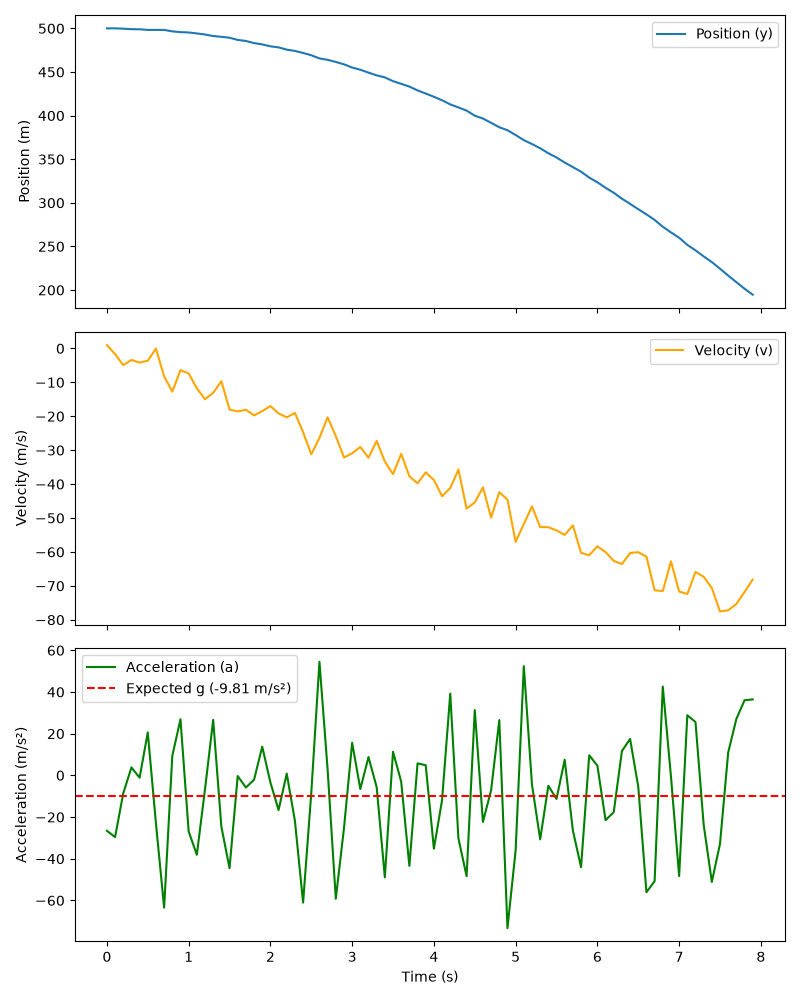 Position (y)
Position (m)
500
450
400
350
300
250
200
Velocity (v)
Velocity (m/s)
0
−10
−20
−30
−40
−50
−60
−70
−80
Acceleration (a)
Expected g (-9.81 m/s²)
Acceleration (m/s²)
60
40
20
0
−20
−40
−60
0 1 2 3 4 5 6 7 8
Time (s)